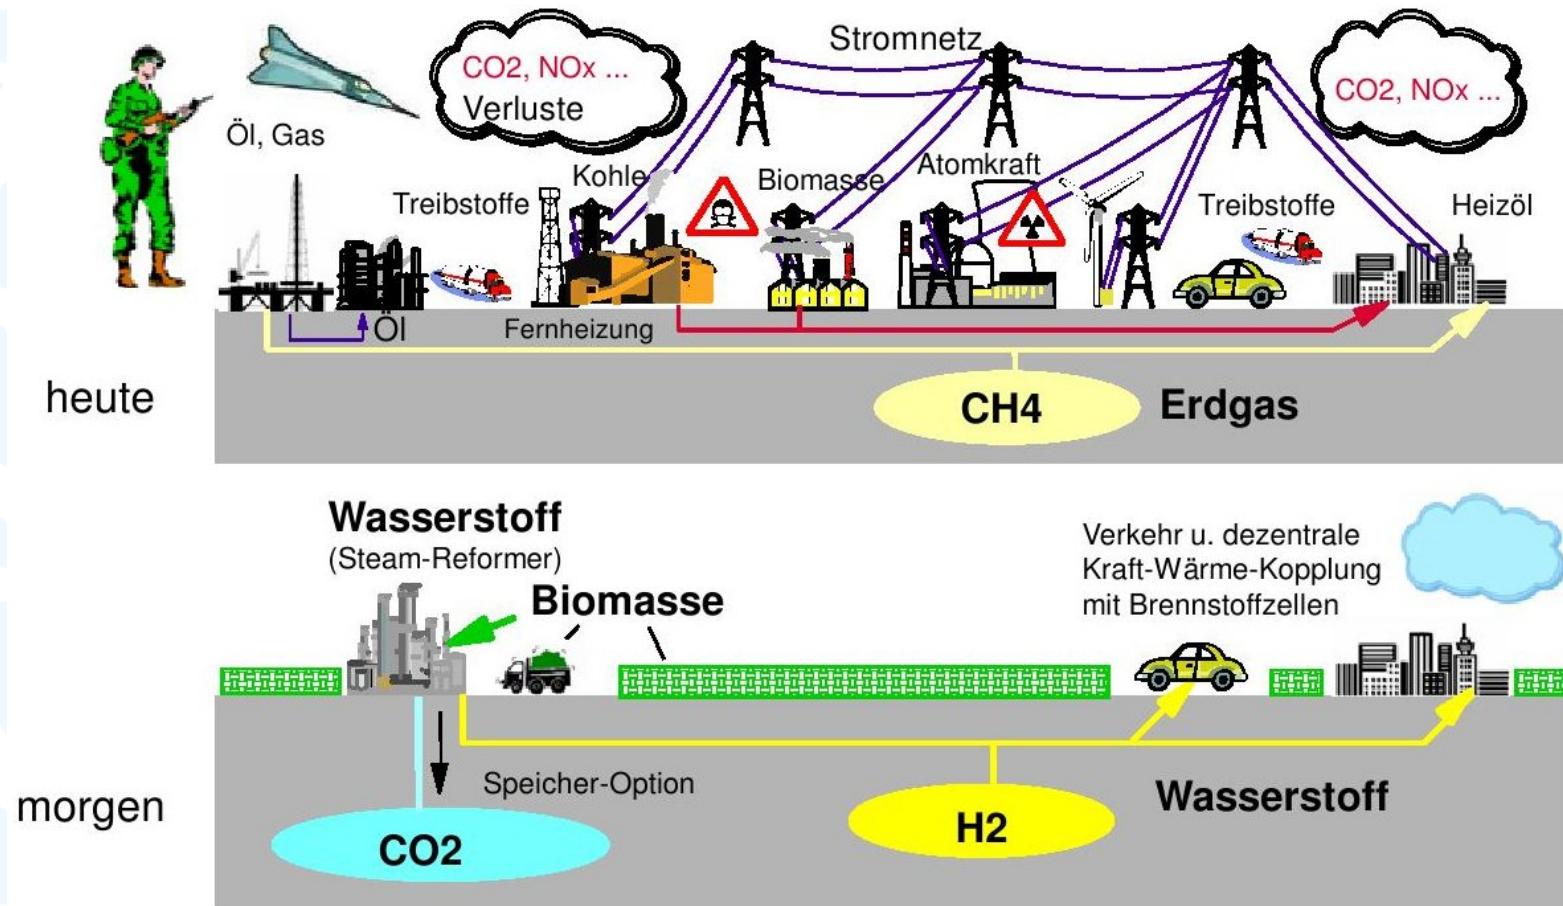 Stromnetz
CO2, NOx ...
Verluste
CO2, NOx ...
Öl, Gas
Kohle
Biomasse
Atomkraft
Treibstoffe
Treibstoffe
Heizöl
Öl
Fernheizung
heute
CH4
Erdgas
Wasserstoff
(Steam-Reformer)
Biomasse
Verkehr u. dezentrale
Kraft-Wärme-Kopplung
mit Brennstoffzellen
Speicher-Option
morgen
Wasserstoff
CO2
H2